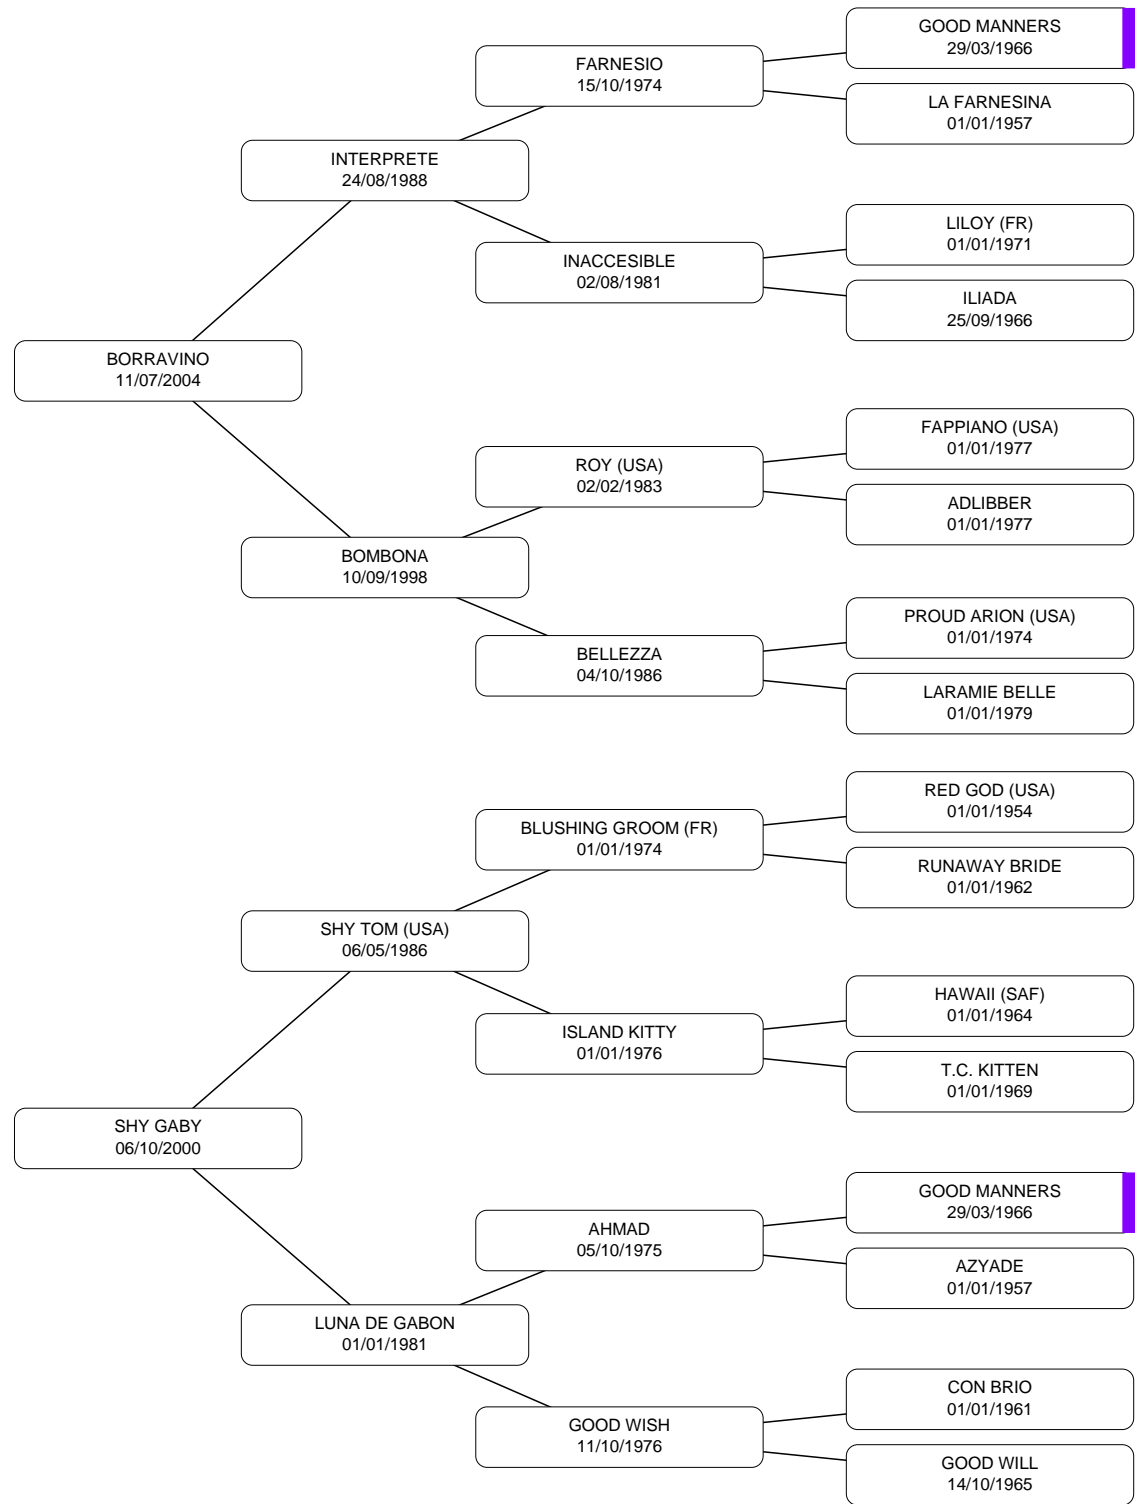 GOOD MANNERS
29/03/1966
FARNESIO
15/10/1974
LA FARNESINA
01/01/1957
INTERPRETE
24/08/1988
LILOY (FR)
01/01/1971
INACCESIBLE
02/08/1981
ILIADA
25/09/1966
BORRAVINO
11/07/2004
FAPPIANO (USA)
01/01/1977
ROY (USA)
02/02/1983
ADLIBBER
01/01/1977
BOMBONA
10/09/1998
PROUD ARION (USA)
01/01/1974
BELLEZZA
04/10/1986
LARAMIE BELLE
01/01/1979
RED GOD (USA)
01/01/1954
BLUSHING GROOM (FR)
01/01/1974
RUNAWAY BRIDE
01/01/1962
SHY TOM (USA)
06/05/1986
HAWAII (SAF)
01/01/1964
ISLAND KITTY
01/01/1976
T.C. KITTEN
01/01/1969
SHY GABY
06/10/2000
GOOD MANNERS
29/03/1966
AHMAD
05/10/1975
AZYADE
01/01/1957
LUNA DE GABON
01/01/1981
CON BRIO
01/01/1961
GOOD WISH
11/10/1976
GOOD WILL
14/10/1965